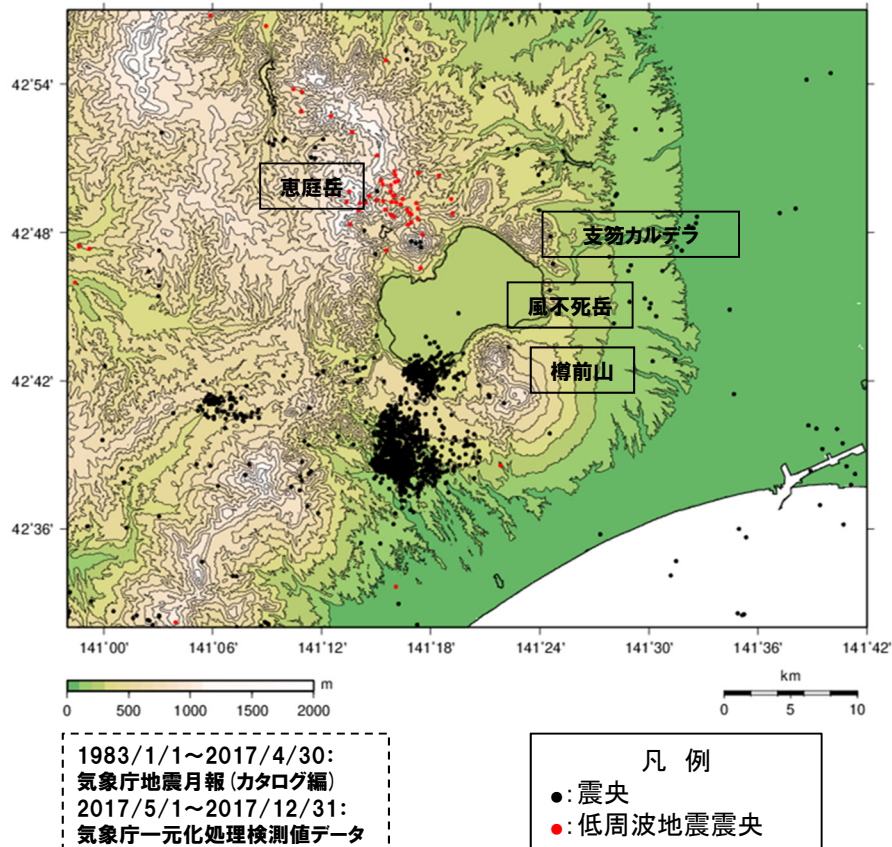 42°54'
42°48'
42°42'
42°36'
恵庭岳
支笏カルデラ
風不死岳
樽前山
141°00' 141°06' 141°12' 141°18' 141°24' 141°30' 141°36' 141°42'
m
0 500 1000 1500 2000
km
0 5 10
1983/1/1～2017/4/30：
気象庁地震月報（カタログ編）
2017/5/1～2017/12/31：
気象庁一元化処理検測値データ
凡 例
●：震央
●：低周波地震震央